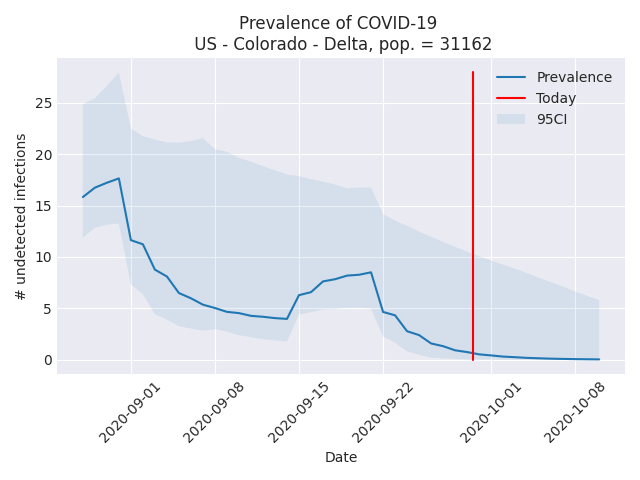 Prevalence of COVID-19
US - Colorado - Delta, pop. = 31162
Prevalence
Today
95CI
# undetected infections
25
20
15
10
5
0
2020-09-01
2020-09-08
2020-09-15
2020-09-22
2020-10-01
2020-10-08
Date